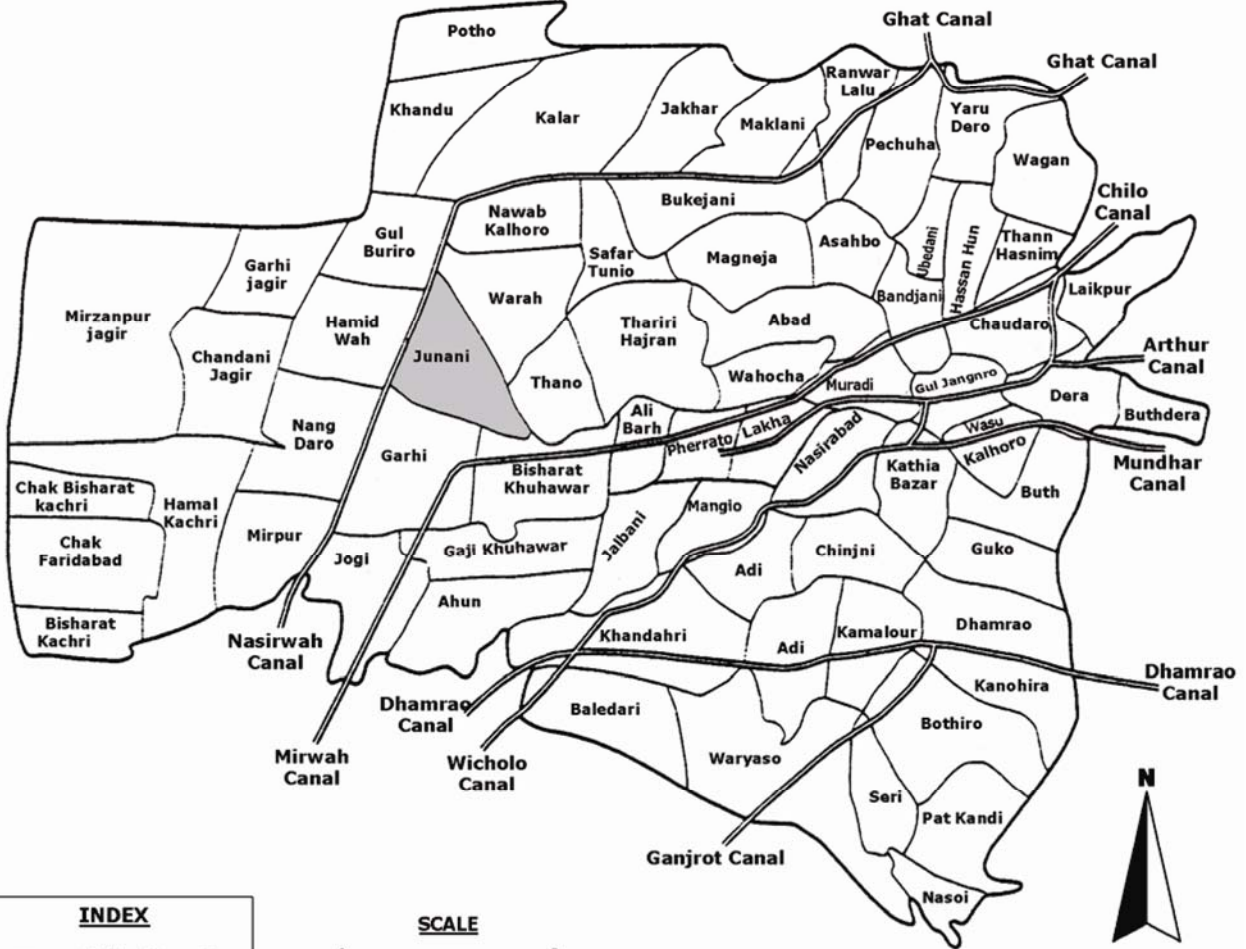 Ghat Canal
Ghat Canal
Potho
Ranwar
Lalu
Khandu
Kalar
Jakhar
Maklani
Pechuha
Yaru
Dero
Wagan
Chilo
Canal
Bukejani
Nawab
Kalhoro
Gul
Buriro
Garhi
jagir
Safar
Tunio
Magneja
Asahbo
Ubedani
Hassan Hun
Thann
Hasnim
Bandjani
Laikpur
Mirzanpur
jagir
Hamid
Wah
Warah
Thariri
Hajran
Abad
Chaudaro
Chandani
Jagir
Junani
Thano
Wahocha
Muradi
Gul Jangnro
Arthur
Canal
Dera
Buthdera
Nang
Daro
Garhi
Ali
Barh
Pherrato
Lakha
Nasirabad
Wasu
Kalhoro
Mundhar
Canal
Chak Bisharat
kachri
Hamal
Kachri
Bisharat
Khuhawar
Kathia
Bazar
Buth
Mangio
Chak
Faridabad
Mirpur
Jogi
Gaji Khuhawar
Jalbani
Adi
Chinjni
Guko
Ahun
Bisharat
Kachri
Nasirwah
Canal
Khandahri
Adi
Kamalour
Dhamrao
Dhamrao
Canal
Kanohira
Dhamrao
Canal
Baledari
Bothiro
Mirwah
Canal
Wicholo
Canal
Waryaso
Seri
Pat Kandi
N
Ganjrot Canal
Nasoi
INDEX
SCALE